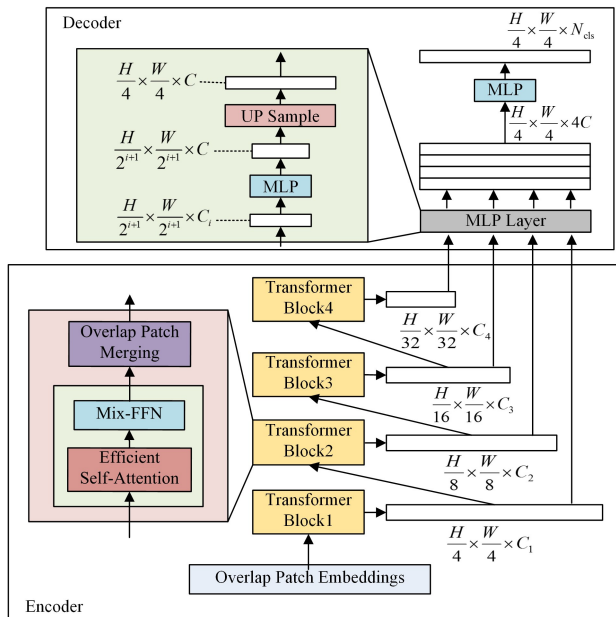 Decoder
H/4 × W/4 × C
UP Sample
H/2^{i+1} × W/2^{i+1} × C
MLP
H/2^{i+1} × W/2^{i+1} × C_i
H/4 × W/4 × N_cls
MLP
H/4 × W/4 × 4C
MLP Layer
Overlap Patch
Merging
Mix-FFN
Efficient
Self-Attention
Transformer
Block4
H/32 × W/32 × C_4
Transformer
Block3
H/16 × W/16 × C_3
Transformer
Block2
H/8 × W/8 × C_2
Transformer
Block1
H/4 × W/4 × C_1
Overlap Patch Embeddings
Encoder